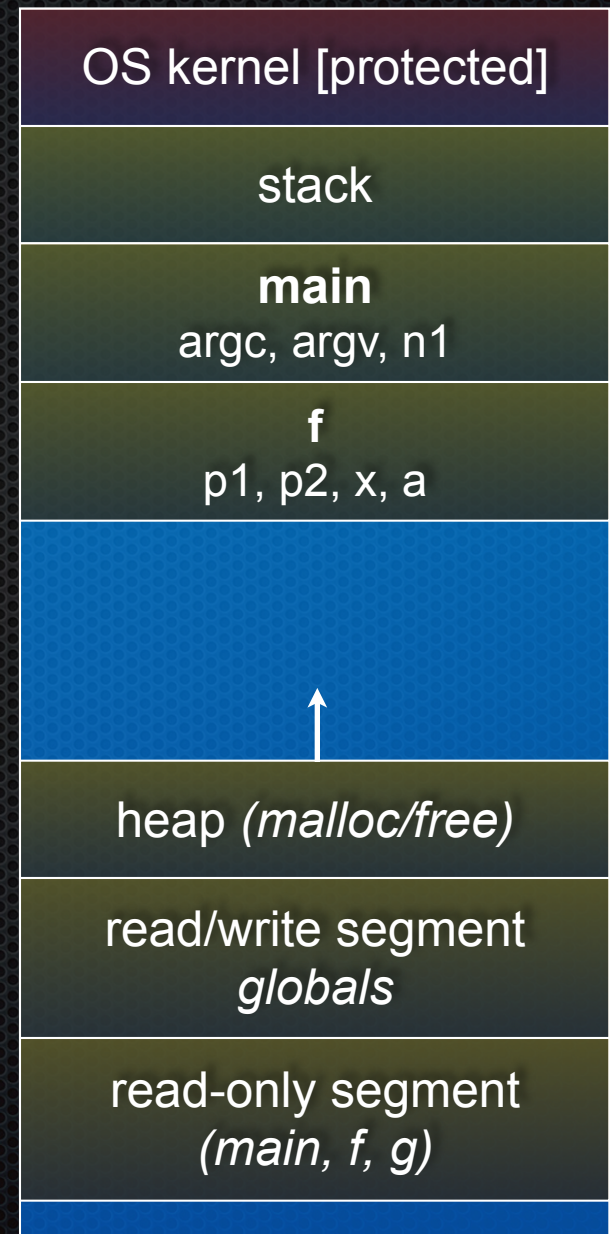 OS kernel [protected]
stack
main
argc, argv, n1
f
p1, p2, x, a
heap (malloc/free)
read/write segment
globals
read-only segment
(main, f, g)